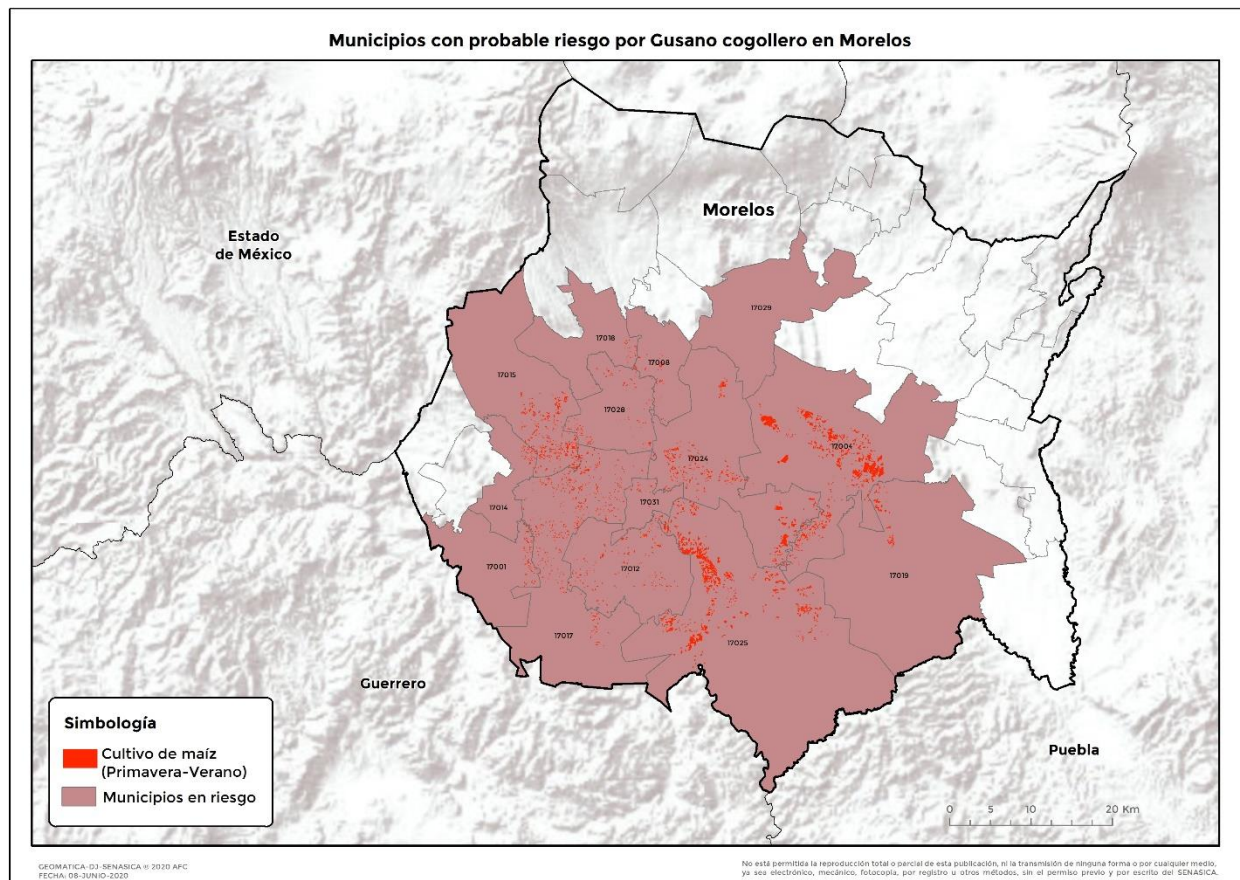 Municipios con probable riesgo por Gusano cogollero en Morelos
Morelos
Estado
de México
17029
17018
17008
17015
17028
17004
17024
17031
17014
17001
17012
17019
17017
17025
Guerrero
Puebla
Simbología
Cultivo de maíz
(Primavera-Verano)
Municipios en riesgo
0 5 10 20 Km
GEOMATICA-DJ-SENASICA © 2020 AFC
FECHA: 08-JUNIO-2020
No está permitida la reproducción total o parcial de esta publicación, ni la transmisión de ninguna forma o por cualquier medio,
ya sea electrónico, mecánico, fotocopia, por registro u otros métodos, sin el permiso previo y por escrito del SENASICA.